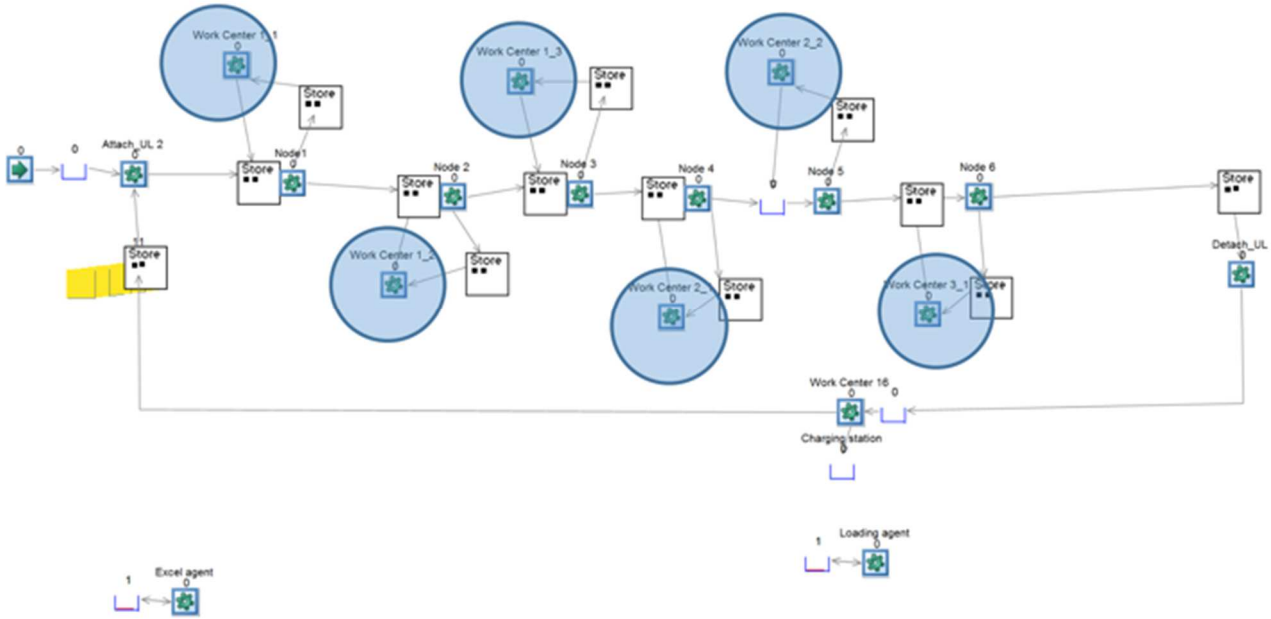 Work Center 1_1
0
Store
Work Center 1_3
0
Store
Work Center 2_2
0
Store
0
0
Attach_UL 2
0
Store
Node1
0
Store
Node 2
0
Store
Node 3
0
Store
Node 4
0
0
Node 5
0
Store
Node 6
0
Store
11
Store
Work Center 1_2
0
Store
Work Center 2_
0
Store
Work Center 3_1
0
Store
Detach_UL
0
Work Center 16
0
0
Charging station
0
Loading agent
0
1
Excel agent
0
1